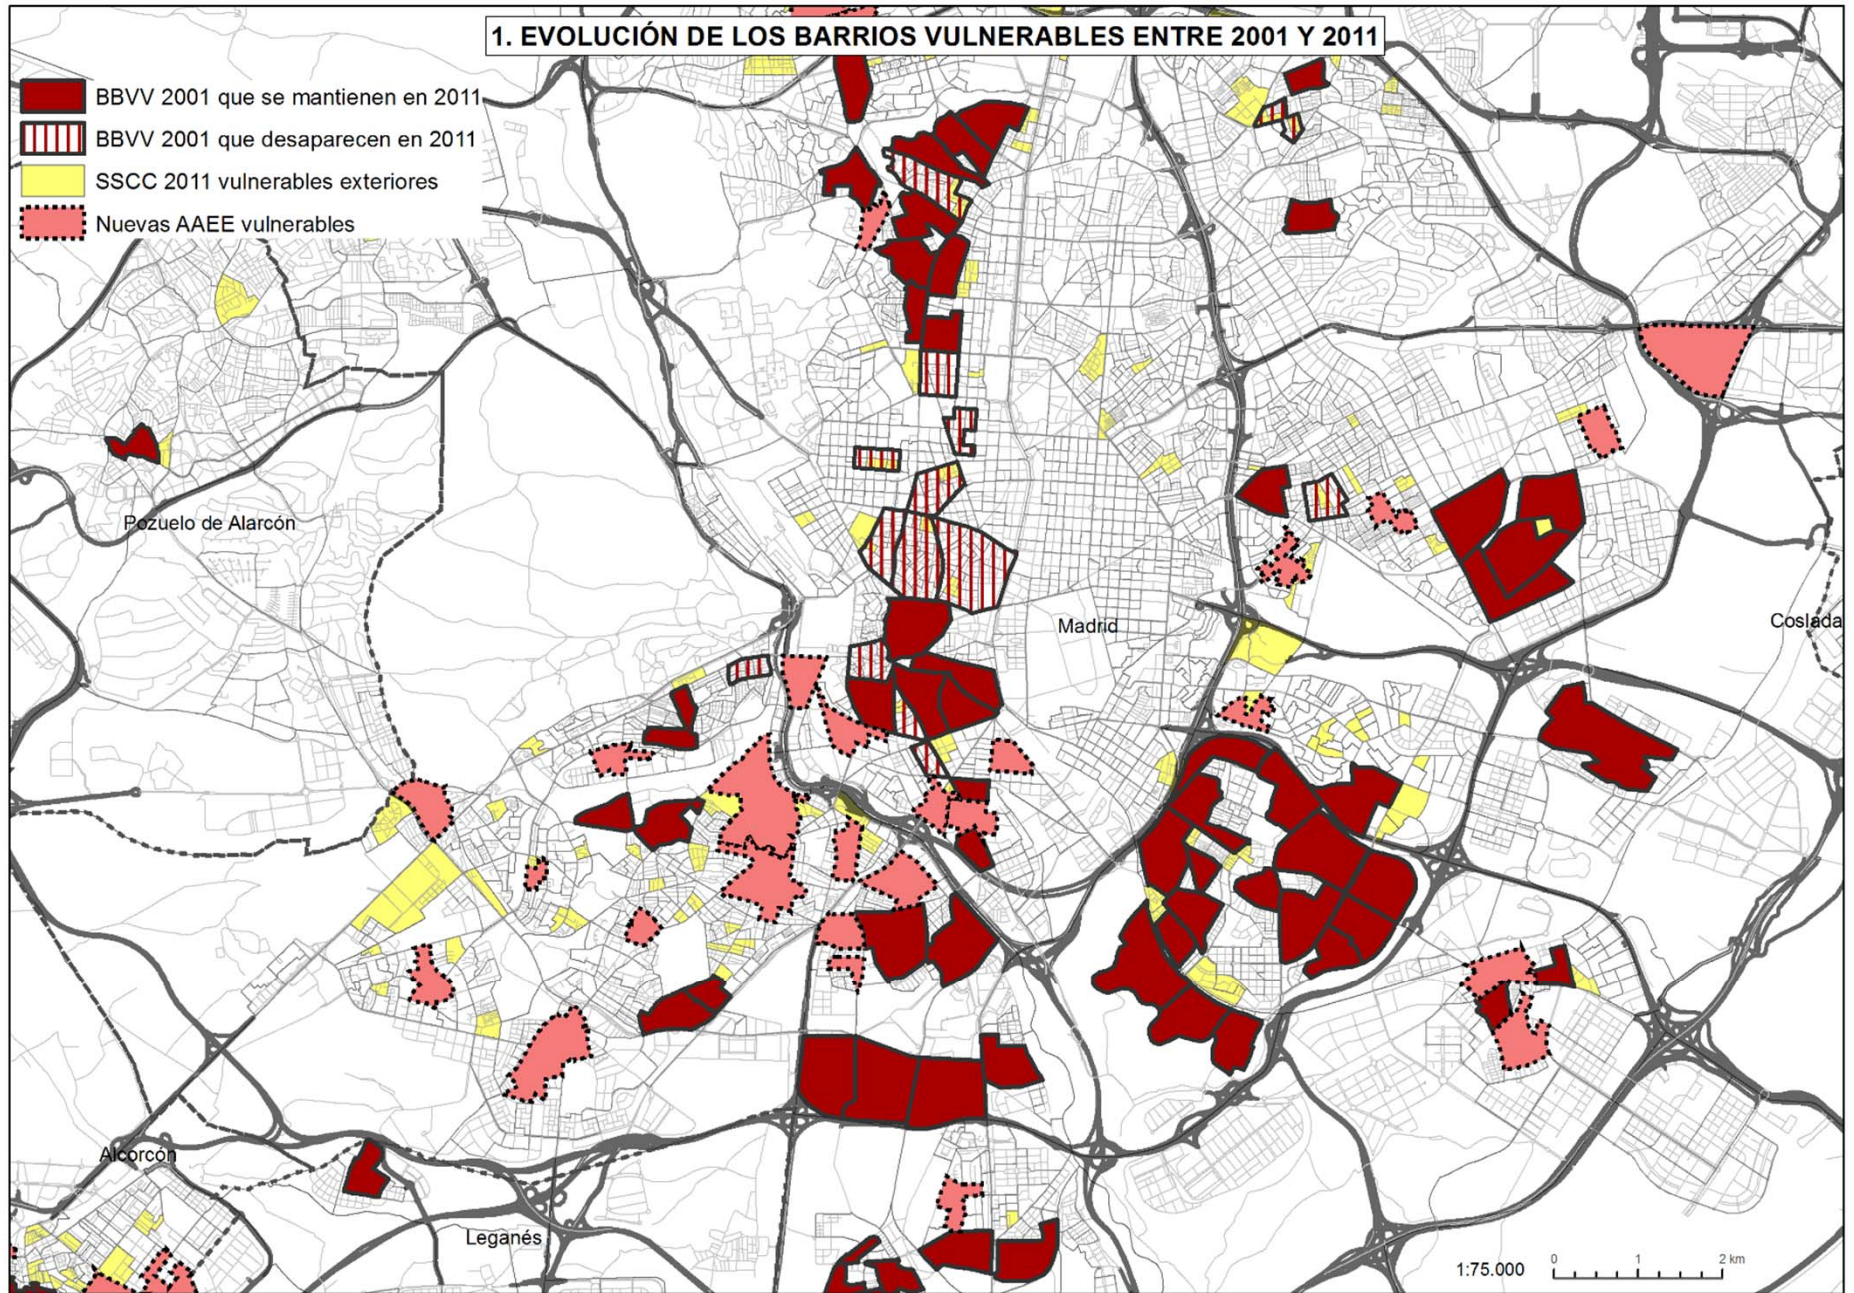 1. EVOLUCIÓN DE LOS BARRIOS VULNERABLES ENTRE 2001 Y 2011
BBVV 2001 que se mantienen en 2011
BBVV 2001 que desaparecen en 2011
SSCC 2011 vulnerables exteriores
Nuevas AAEE vulnerables
Pozuelo de Alarcón
Madrid
Coslada
Alcorcón
Leganés
1:75.000
0 1 2 km